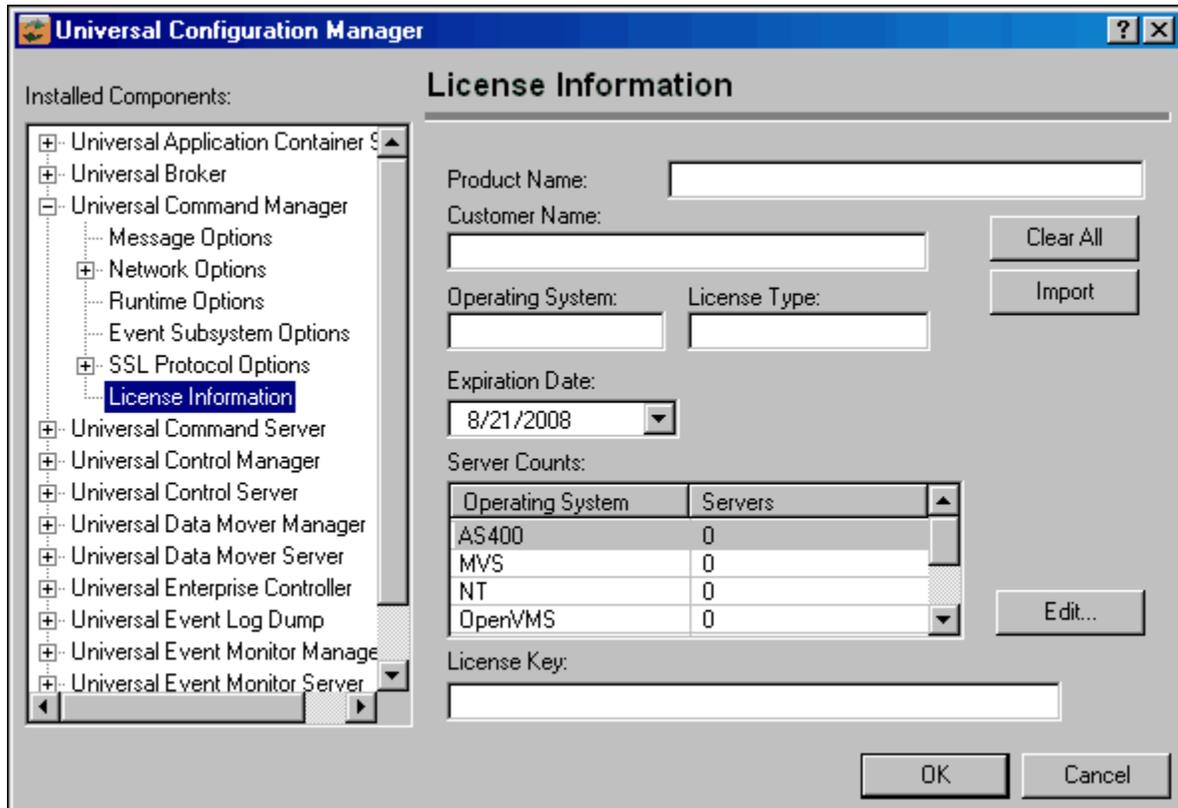 Universal Configuration Manager
Installed Components:
Universal Application Container S
Universal Broker
Universal Command Manager
Message Options
Network Options
Runtime Options
Event Subsystem Options
SSL Protocol Options
License Information
Universal Command Server
Universal Control Manager
Universal Control Server
Universal Data Mover Manager
Universal Data Mover Server
Universal Enterprise Controller
Universal Event Log Dump
Universal Event Monitor Manage
Universal Event Monitor Server
License Information
Product Name:
Customer Name:
Clear All
Import
Operating System: License Type:
Expiration Date:
8/21/2008
Server Counts:
Operating System Servers
AS400 0
MVS 0
NT 0
OpenVMS 0
Edit...
License Key:
OK Cancel